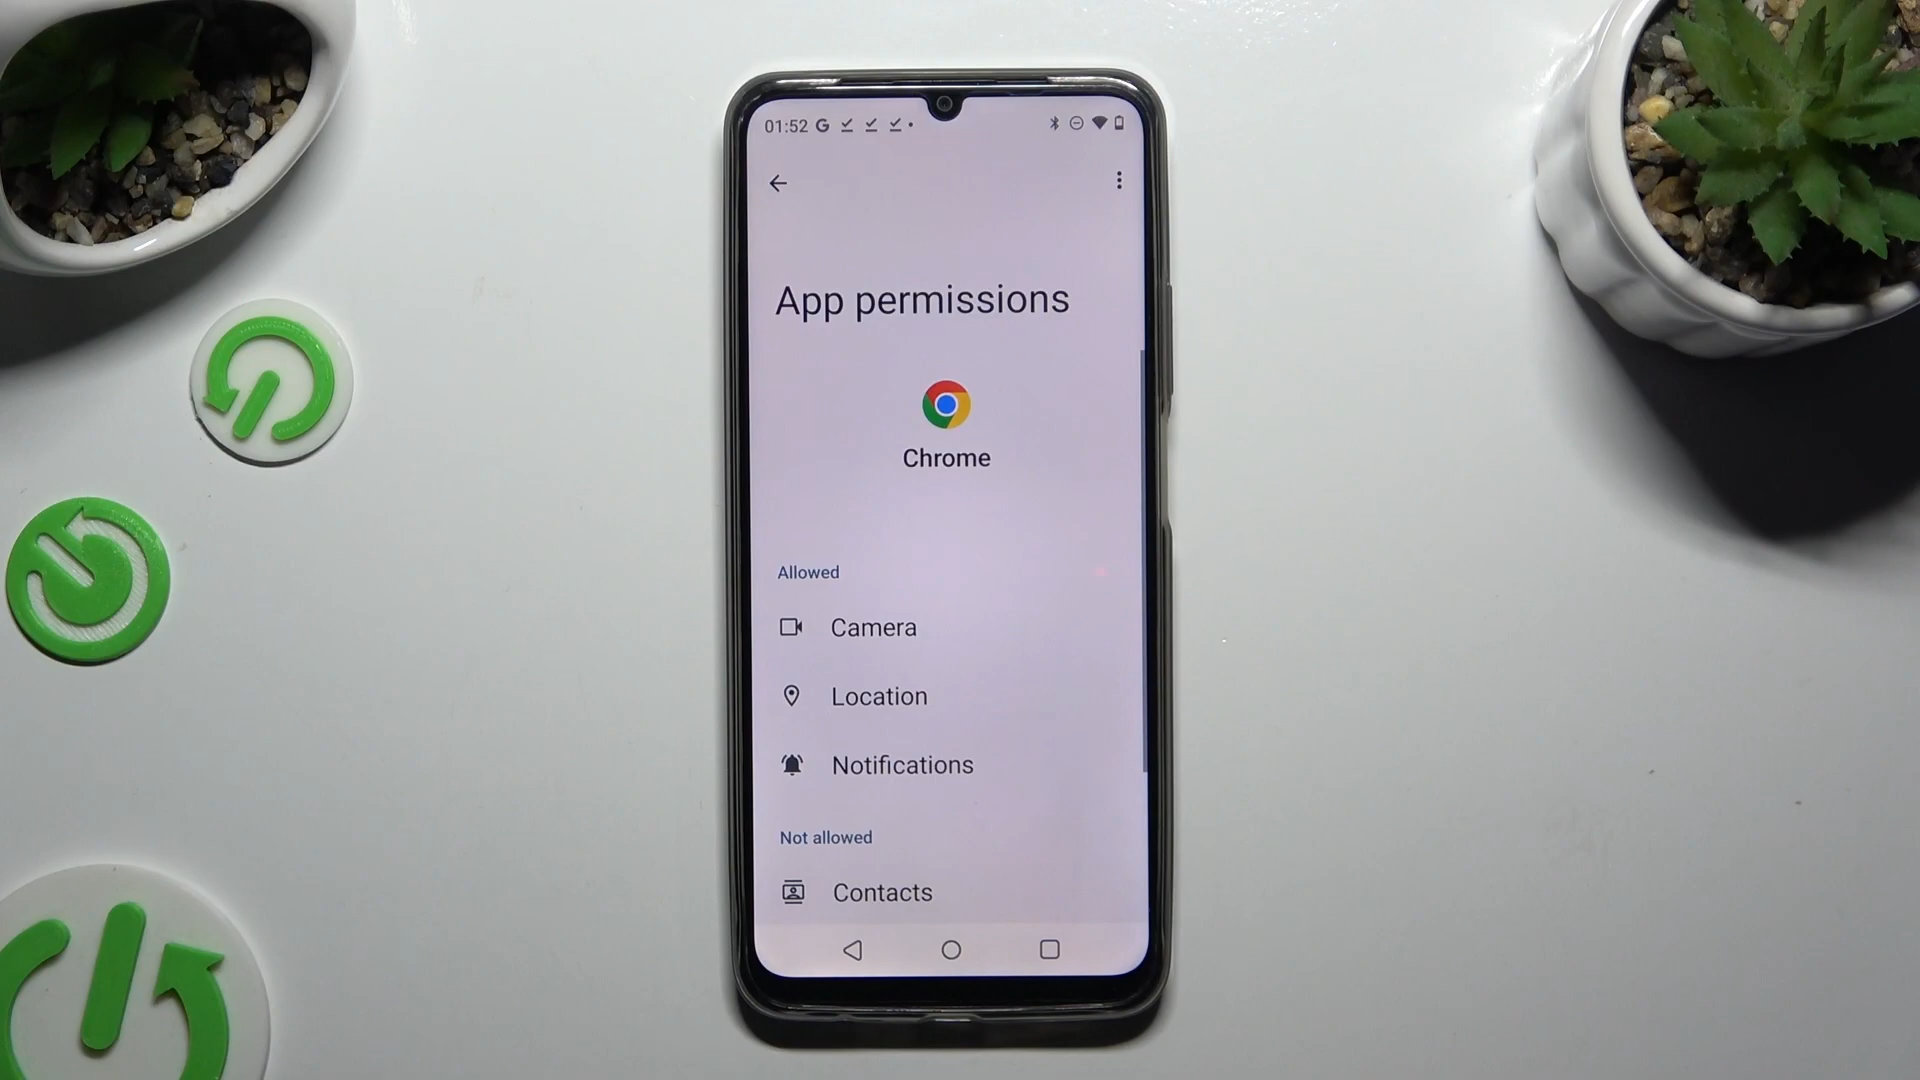 01:52
App permissions
Chrome
Allowed
Camera
Location
Notifications
Not allowed
Contacts